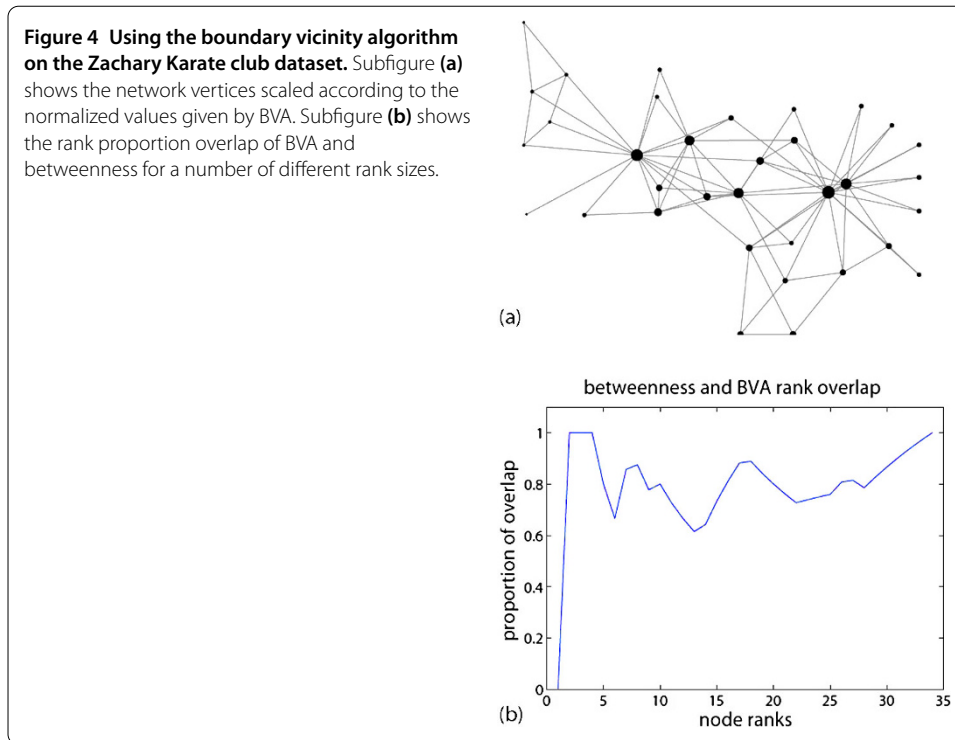 Figure 4 Using the boundary vicinity algorithm
on the Zachary Karate club dataset. Subfigure (a)
shows the network vertices scaled according to the
normalized values given by BVA. Subfigure (b) shows
the rank proportion overlap of BVA and
betweenness for a number of different rank sizes.
(a)
betweenness and BVA rank overlap
1
0.8
0.6
0.4
0.2
0
proportion of overlap
0 5 10 15 20 25 30 35
node ranks
(b)